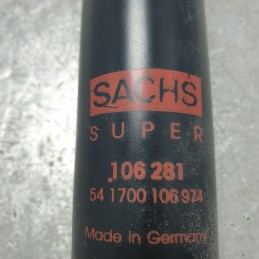 SACHS
SUPER
106 281
54 1700 106 974
Made in Germany